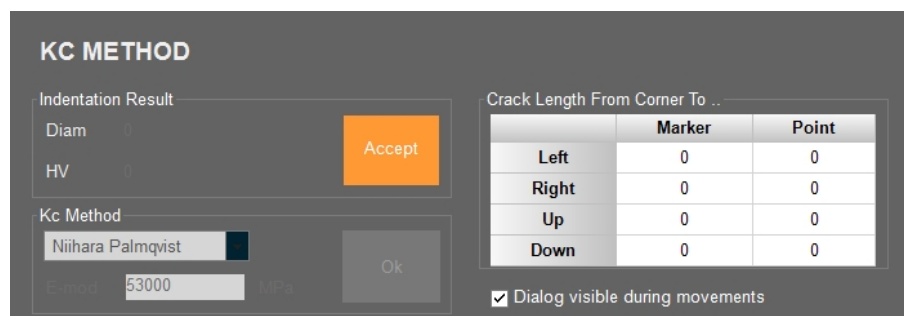 KC METHOD
Indentation Result
Diam 0
HV 0
Accept
Kc Method
Niihara Palmqvist
E-mod 53000 MPa
Ok
Crack Length From Corner To ..
Marker Point
Left 0 0
Right 0 0
Up 0 0
Down 0 0
Dialog visible during movements